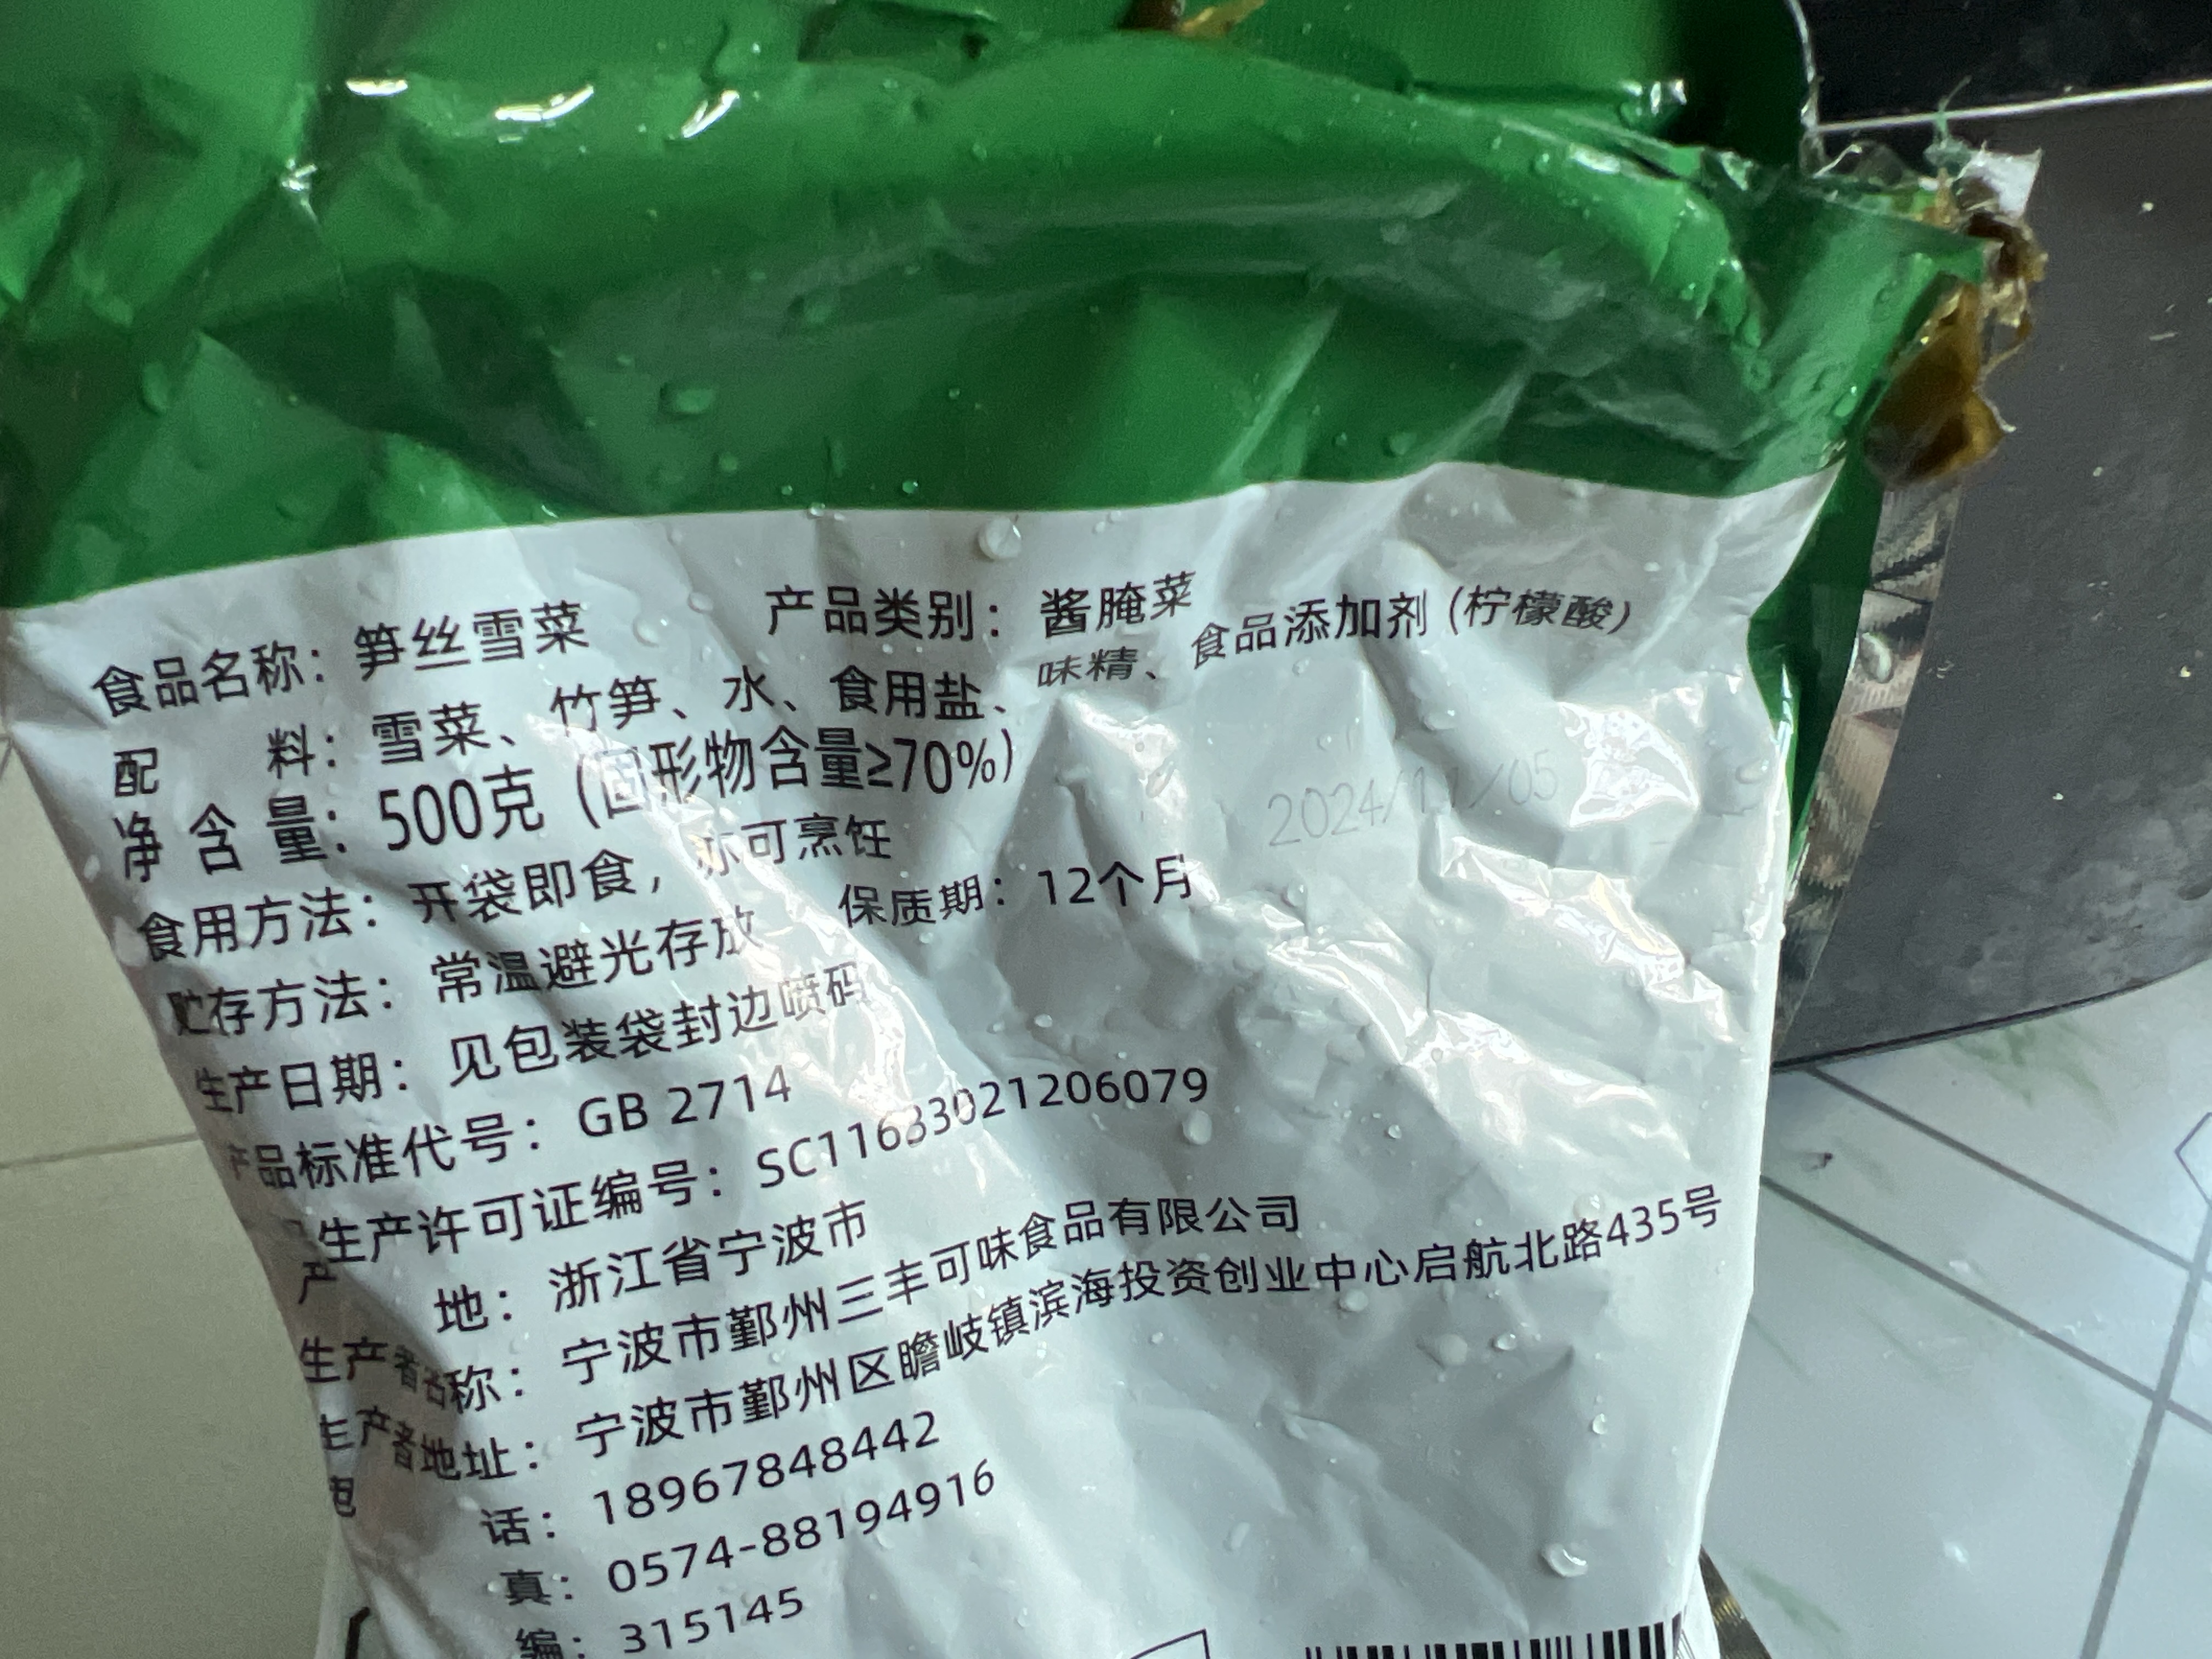 食品名称：笋丝雪菜 产品类别：酱腌菜
配 料：雪菜、竹笋、水、食用盐、味精、食品添加剂 (柠檬酸)
净 含 量：500克 (固形物含量≥70%)
食用方法：开袋即食，亦可烹饪
贮存方法：常温避光存放 保质期：12个月
生产日期：见包装袋封边喷码
产品标准代号：GB 2714
食品生产许可证编号：SC11633021206079
产 地：浙江省宁波市
生产者名称：宁波市鄞州三丰可味食品有限公司
生产者地址：宁波市鄞州区瞻岐镇滨海投资创业中心启航北路435号
电 话：18967848442
真：0574-88194916
编：315145